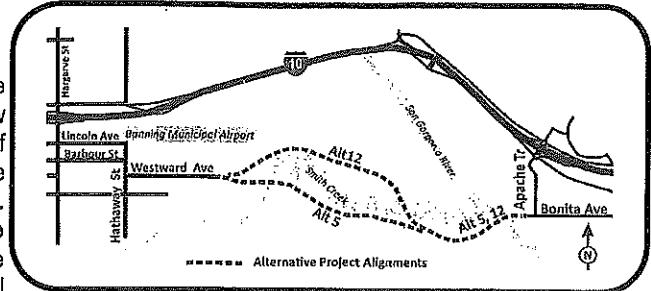 Hargrave St
10
Lincoln Ave
Banning Municipal Airport
Barbour St
Westward Ave
Hathaway St
Alt 12
Smith Creek
Alt 5
San Gorgonio River
Alt 5, 12
Apache Tr
Bonita Ave
Alternative Project Alignments
N